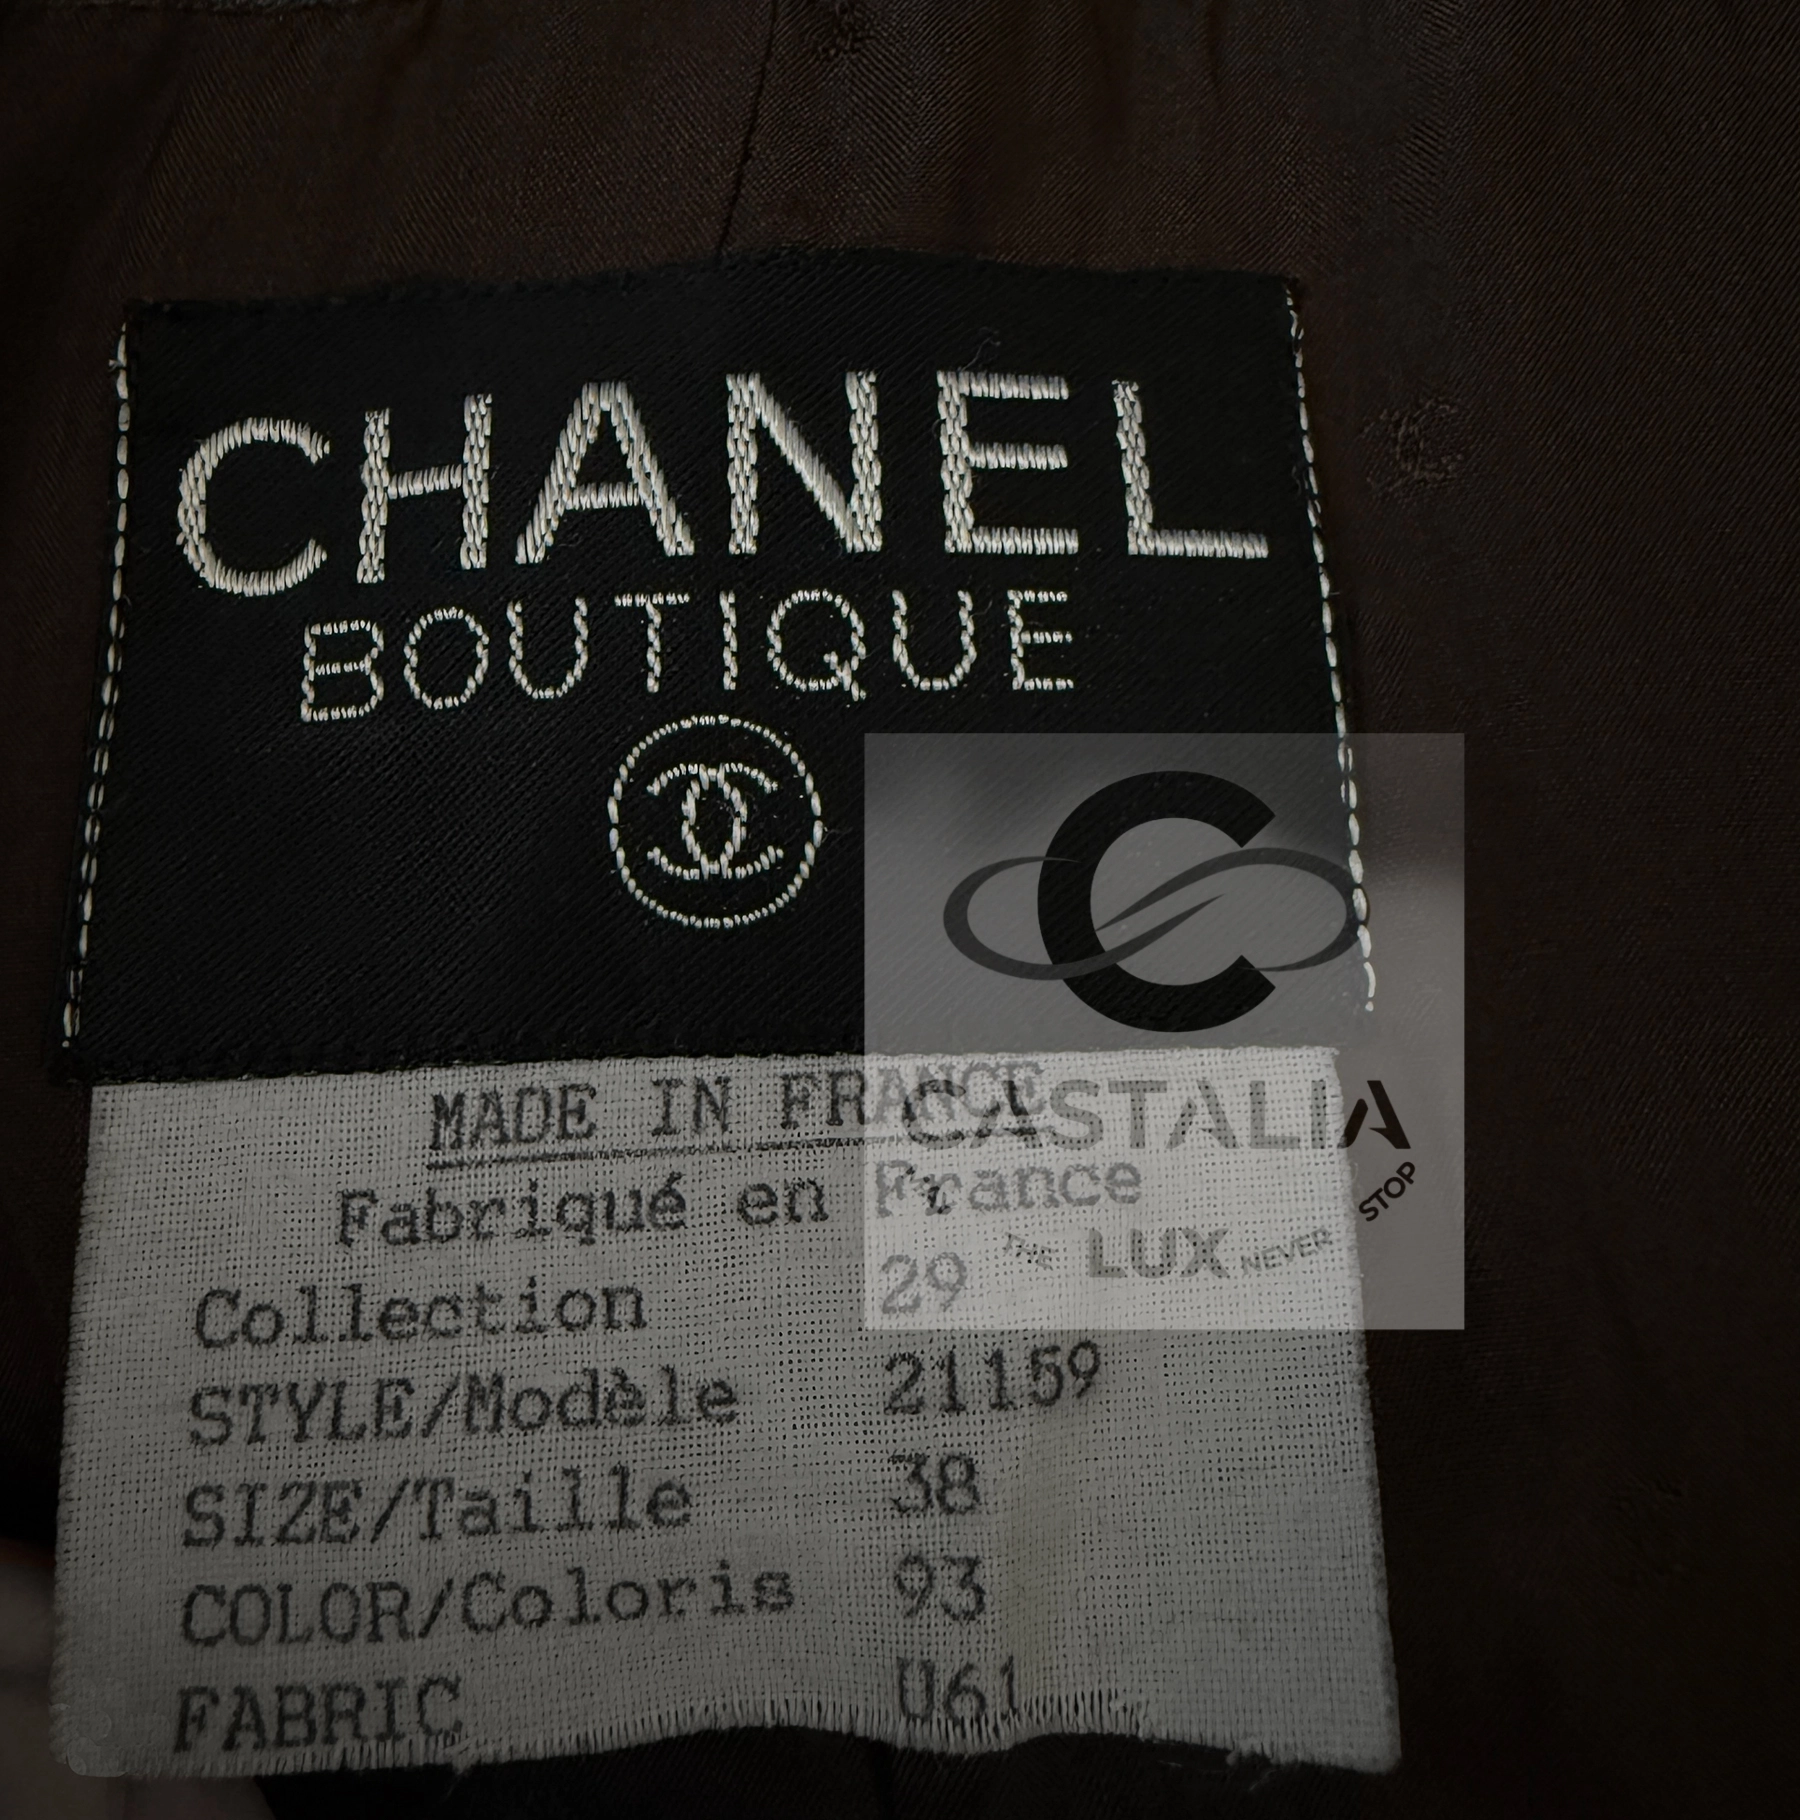 CHANEL
BOUTIQUE
MADE IN FRANCE
Fabriqué en France
Collection 29
STYLE/Modèle 21159
SIZE/Taille 38
COLOR/Coloris 93
FABRIC U61
CASTALIA
THE LUX NEVER STOP